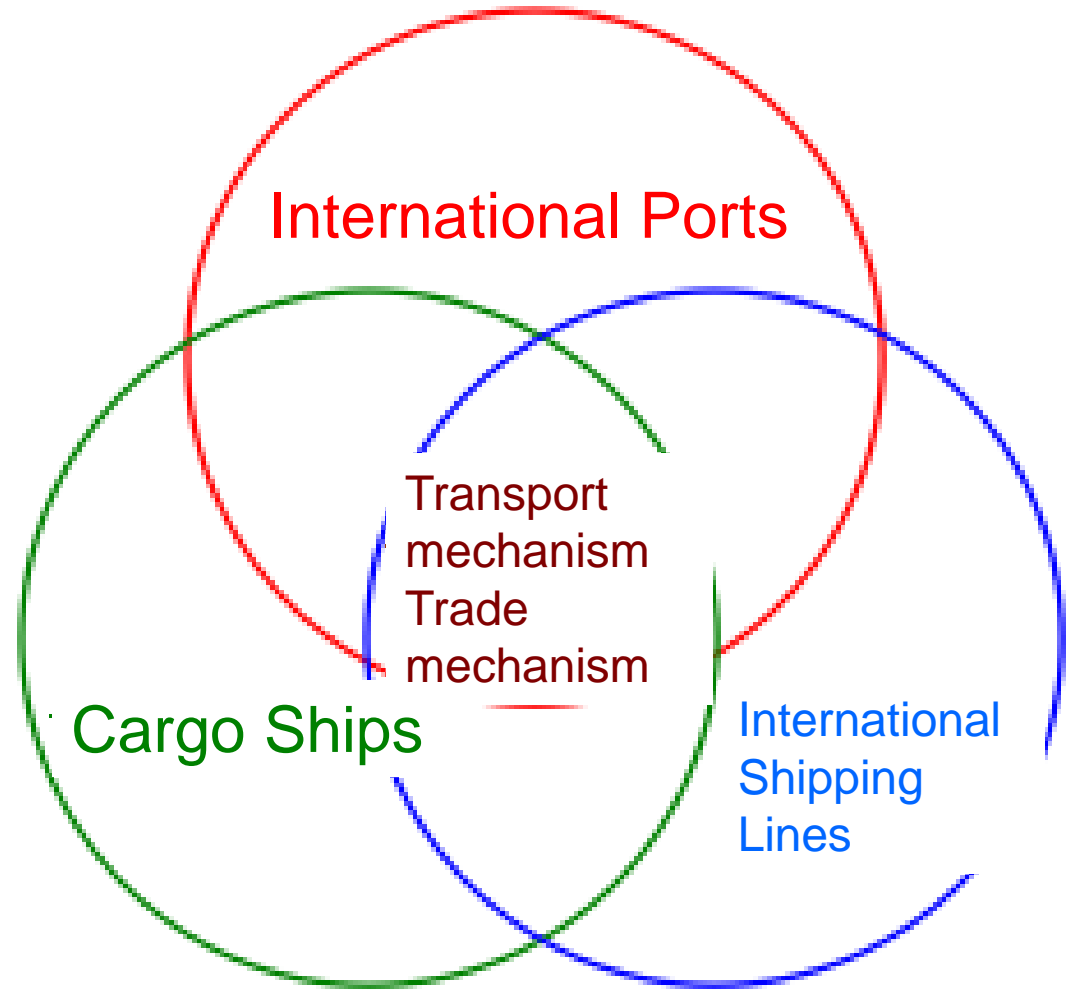 International Ports
Transport
mechanism
Trade
mechanism
Cargo Ships
International
Shipping
Lines